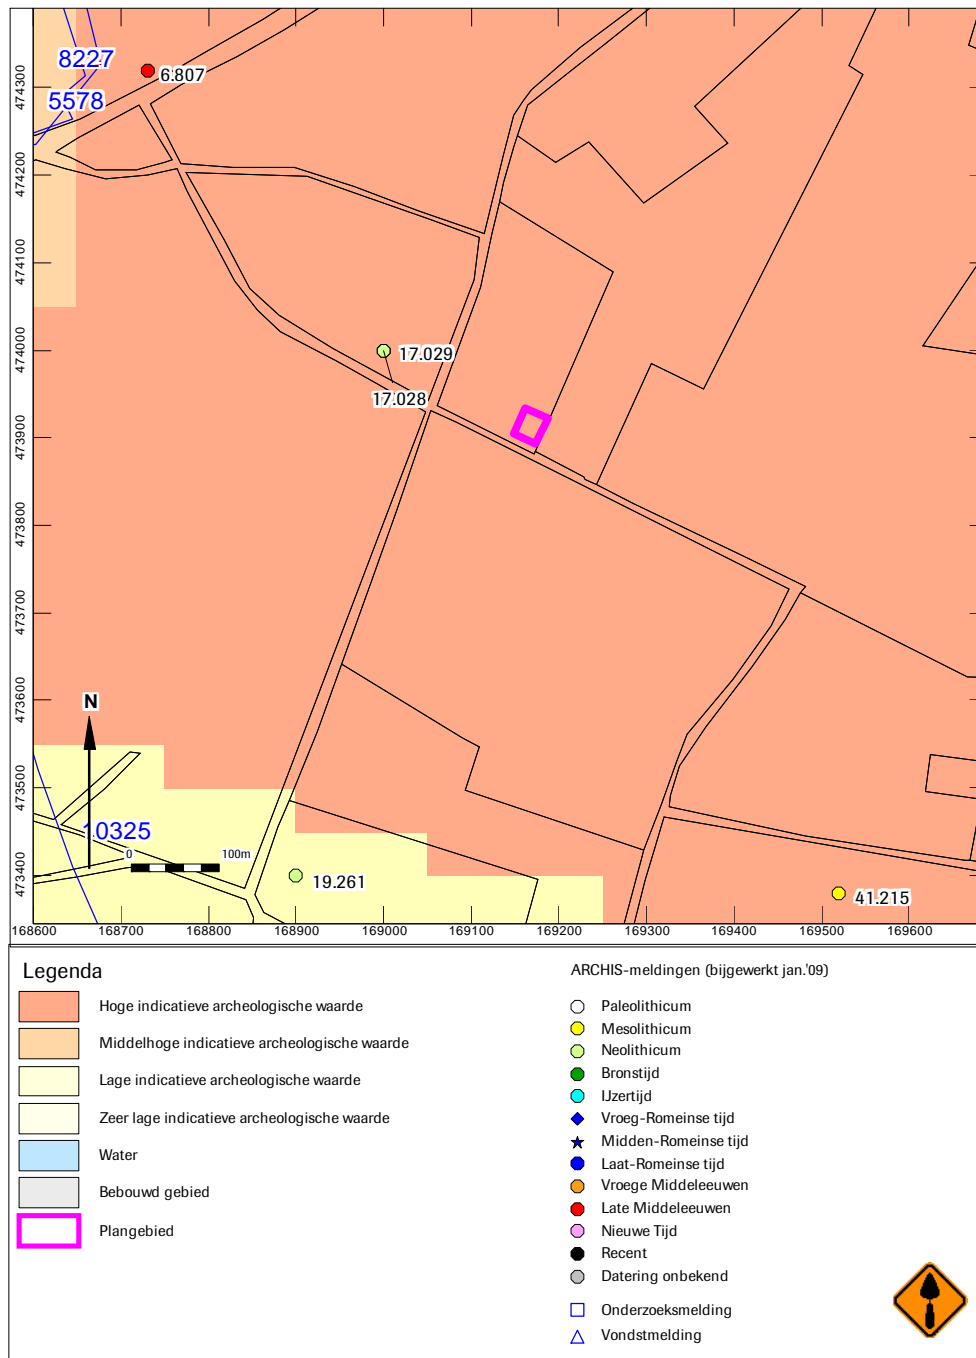 8227
6.807
5578
474300
474200
474100
474000
473900
473800
473700
473600
473500
473400
17.029
17.028
N
10325
0 100m
19.261
41.215
168600 168700 168800 168900 169000 169100 169200 169300 169400 169500 169600
Legenda
Hoge indicatieve archeologische waarde
Middelhoge indicatieve archeologische waarde
Lage indicatieve archeologische waarde
Zeer lage indicatieve archeologische waarde
Water
Bebouwd gebied
Plangebied
ARCHIS-meldingen (bijgewerkt jan.'09)
Paleolithicum
Mesolithicum
Neolithicum
Bronstijd
IJzertijd
Vroeg-Romeinse tijd
Midden-Romeinse tijd
Laat-Romeinse tijd
Vroege Middeleeuwen
Late Middeleeuwen
Nieuwe Tijd
Recent
Datering onbekend
Onderzoeksmelding
Vondstmelding